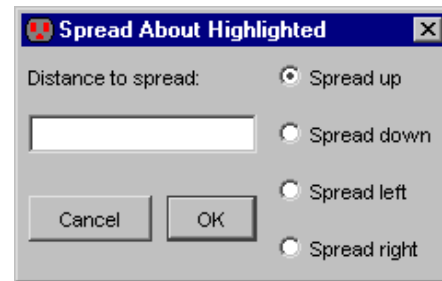 Spread About Highlighted
Distance to spread:
Spread up
Spread down
Spread left
Cancel
OK
Spread right